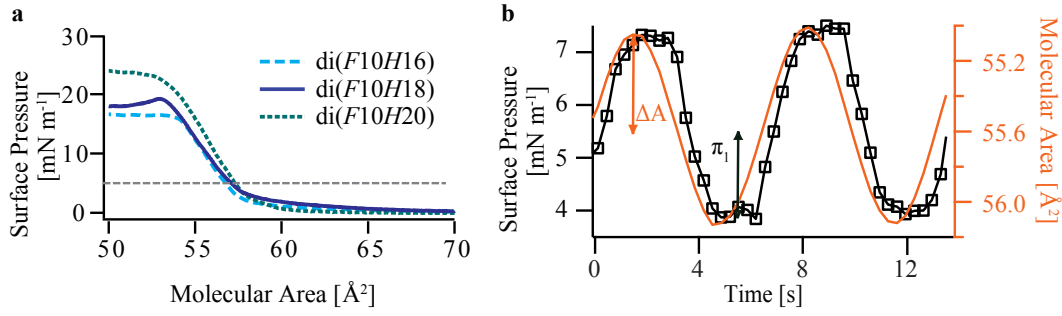 a
30
20
10
0
Surface Pressure
[mN m⁻¹]
di(F10H16)
di(F10H18)
di(F10H20)
50
55
60
65
70
Molecular Area [Å²]
b
7
6
5
4
Surface Pressure
[mN m⁻¹]
ΔA
π₁
55.2
55.6
56.0
Molecular Area
[Å²]
0
4
8
12
Time [s]